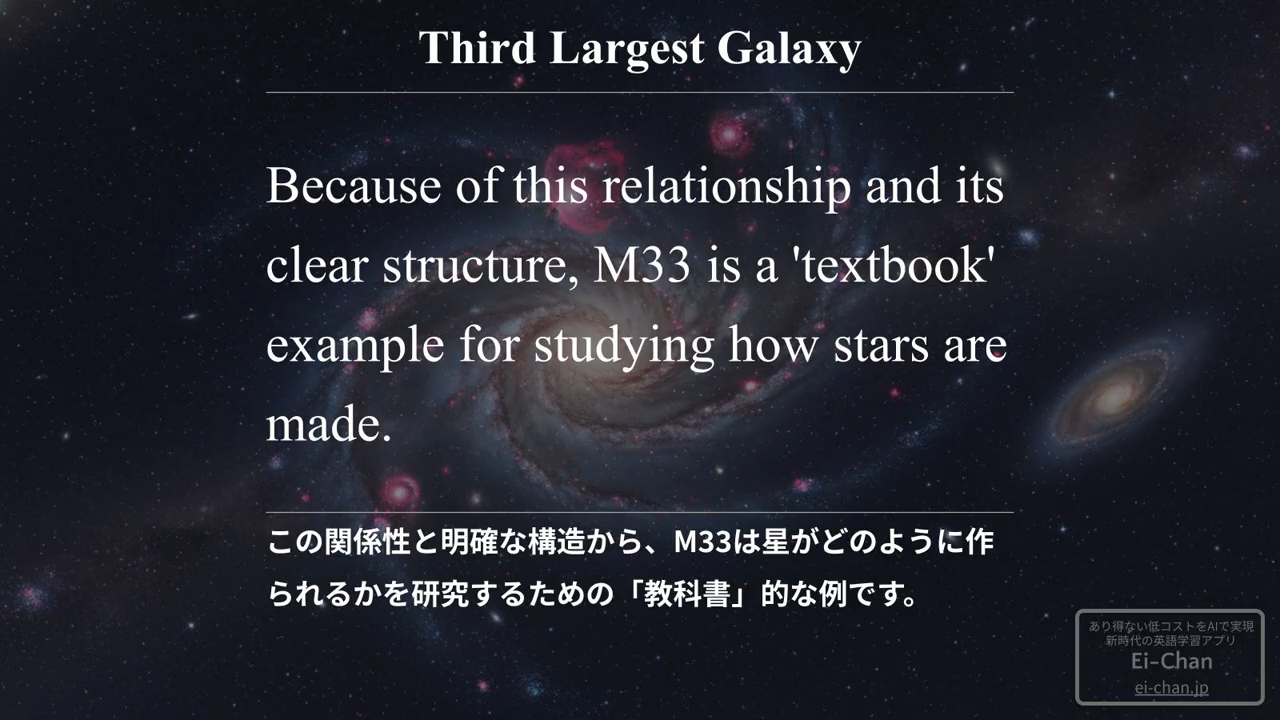 Third Largest Galaxy
Because of this relationship and its
clear structure, M33 is a 'textbook'
example for studying how stars are
made.
この関係性と明確な構造から、M33は星がどのように作
られるかを研究するための「教科書」的な例です。
あり得ない低コストをAIで実現
新時代の英語学習アプリ
Ei-Chan
ei-chan.jp